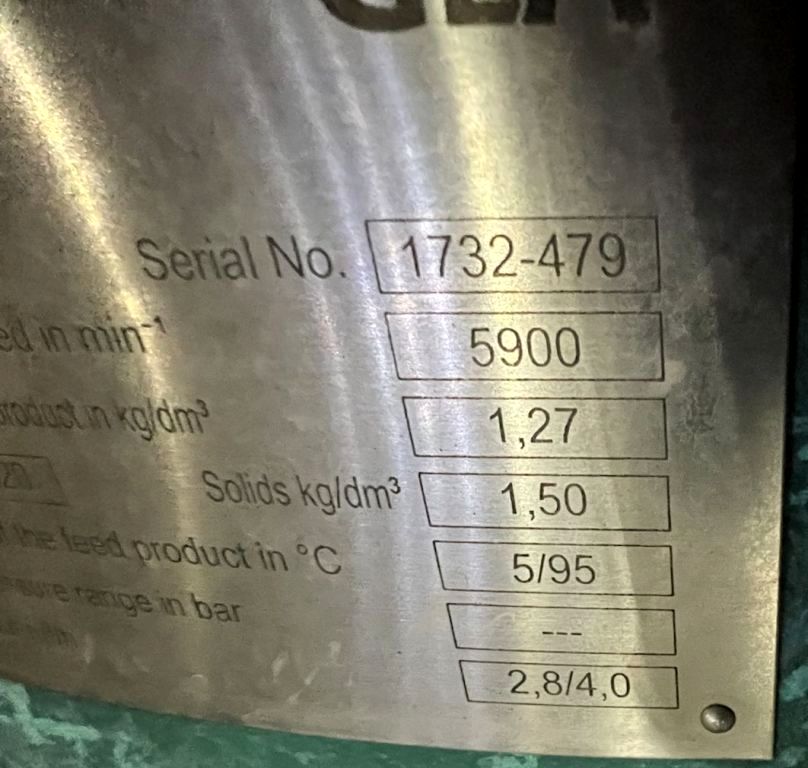 Serial No. 1732-479
ed in min⁻¹ 5900
product in kg/dm³ 1,27
Solids kg/dm³ 1,50
the feed product in °C 5/95
range in bar ---
2,8/4,0